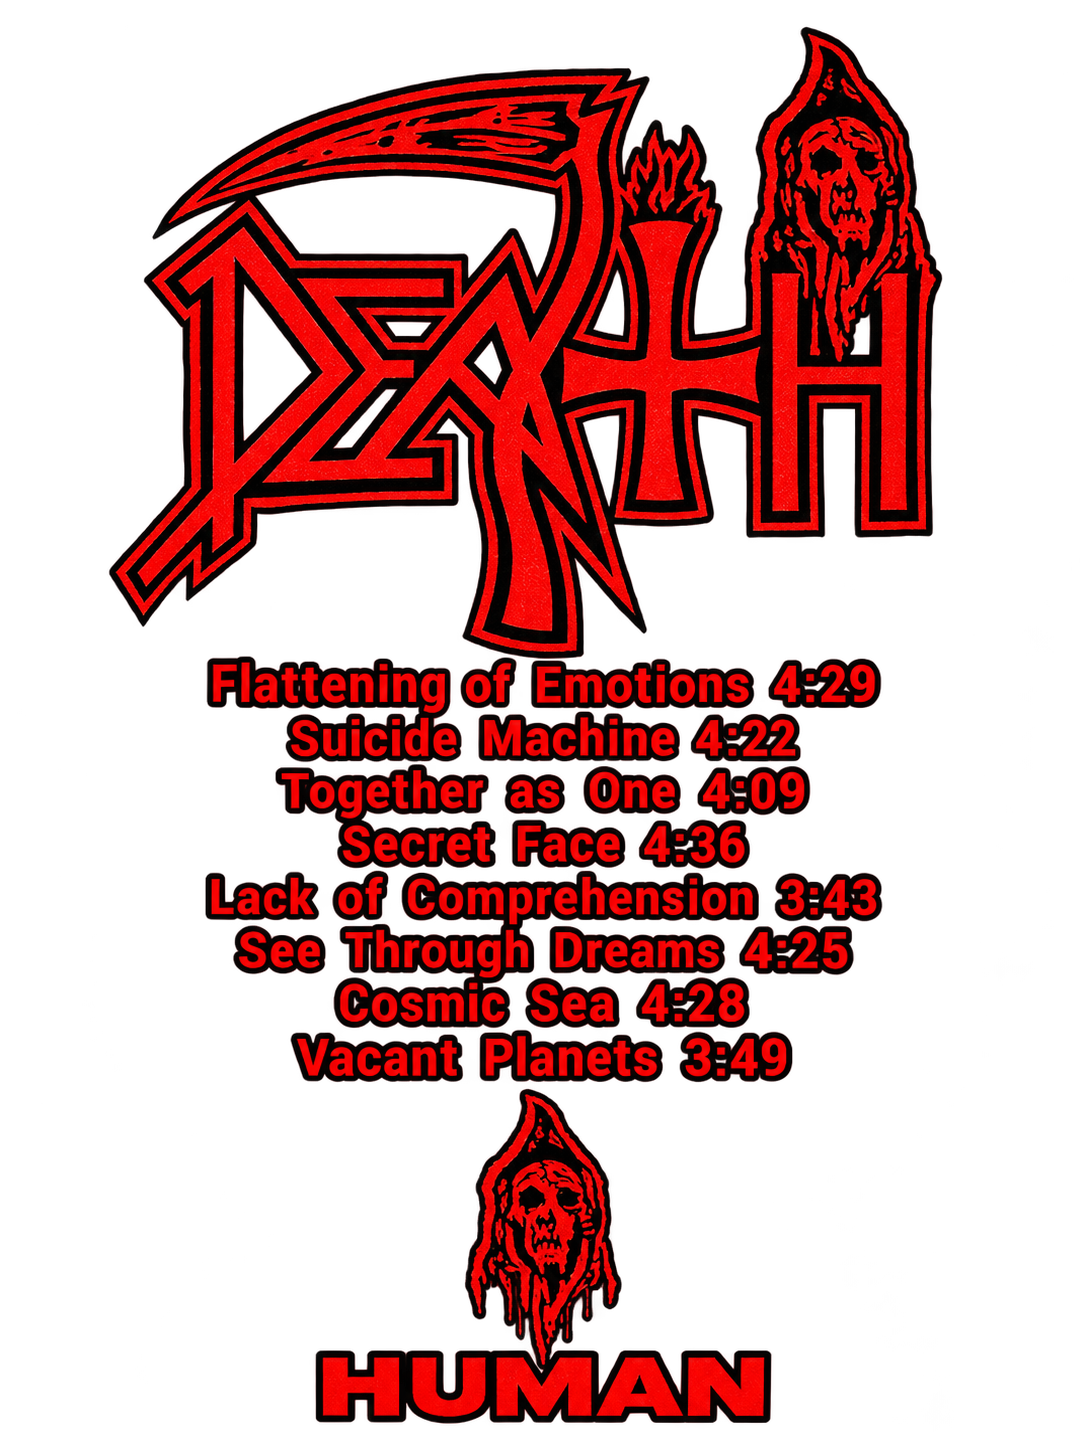 DEATH
Flattening of Emotions 4:29
Suicide Machine 4:22
Together as One 4:09
Secret Face 4:36
Lack of Comprehension 3:43
See Through Dreams 4:25
Cosmic Sea 4:28
Vacant Planets 3:49
HUMAN